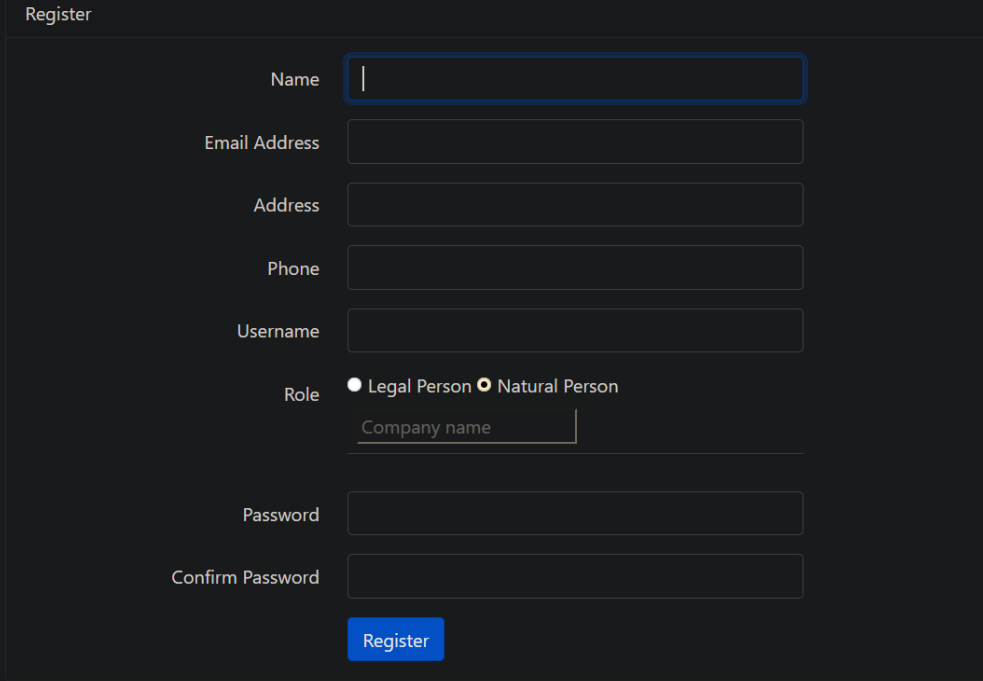 Register
Name
Email Address
Address
Phone
Username
Role Legal Person Natural Person
Company name
Password
Confirm Password
Register